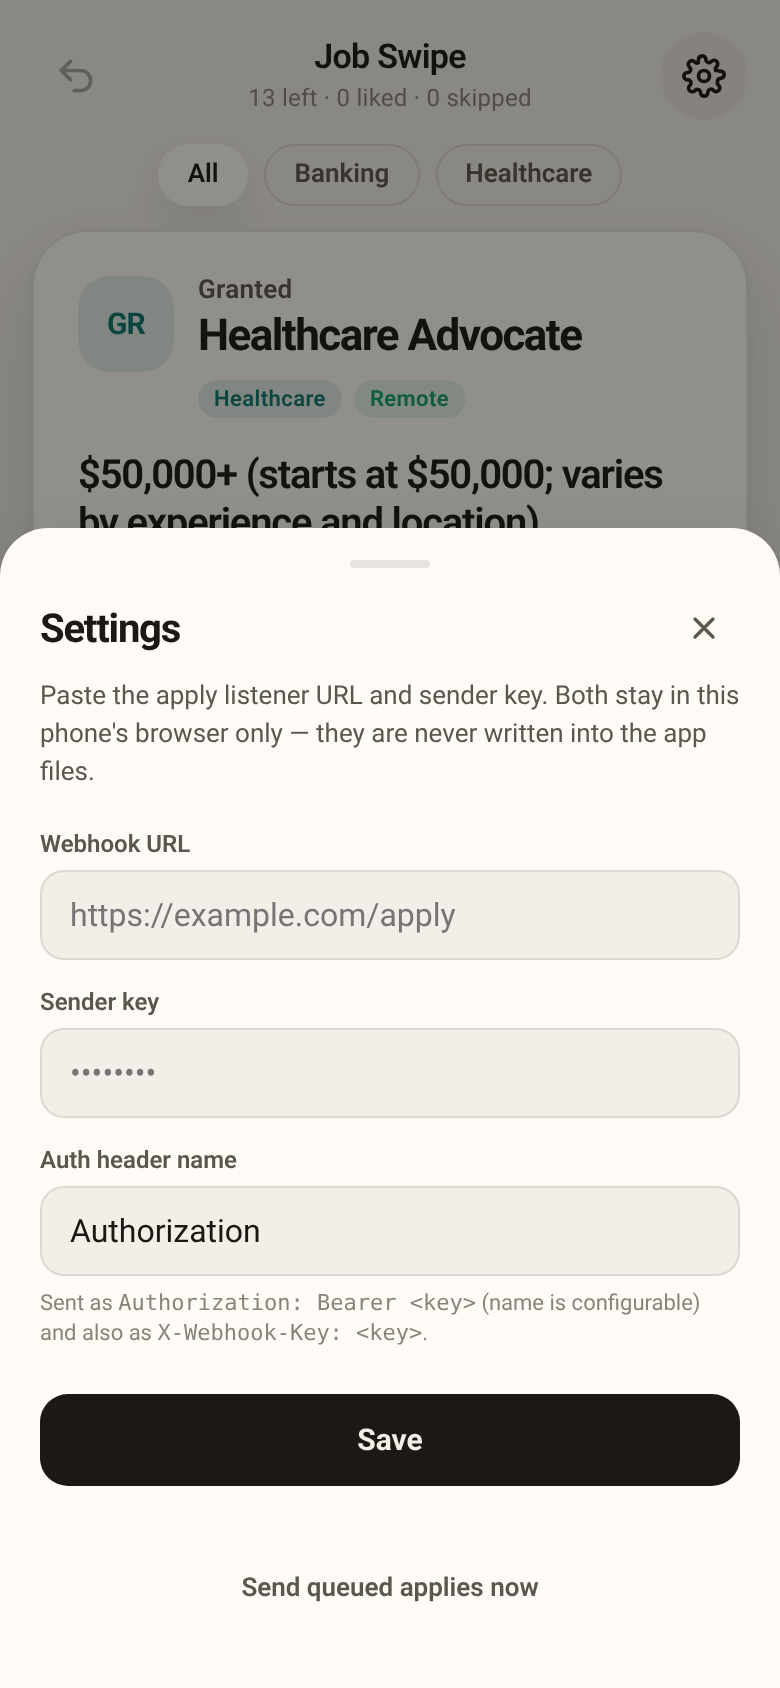 Job Swipe
13 left · 0 liked · 0 skipped
All
Banking
Healthcare
GR
Granted
Healthcare Advocate
Healthcare
Remote
$50,000+ (starts at $50,000; varies
by experience and location)
Settings
Paste the apply listener URL and sender key. Both stay in this
phone's browser only — they are never written into the app
files.
Webhook URL
https://example.com/apply
Sender key
••••••••
Auth header name
Authorization
Sent as Authorization: Bearer <key> (name is configurable)
and also as X-Webhook-Key: <key>.
Save
Send queued applies now